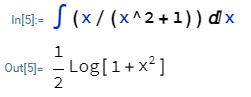 In[5]:= ∫ (x / (x^2 + 1)) ⅆx
Out[5]= 1/2 Log[1 + x²]